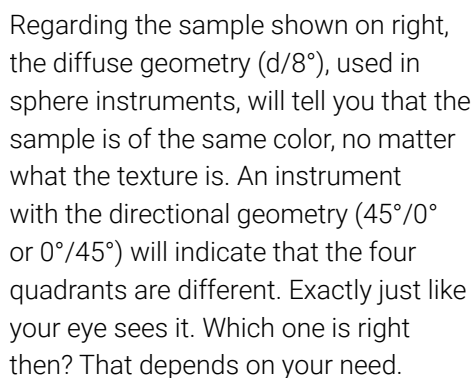 Regarding the sample shown on right,
the diffuse geometry (d/8°), used in
sphere instruments, will tell you that the
sample is of the same color, no matter
what the texture is. An instrument
with the directional geometry (45°/0°
or 0°/45°) will indicate that the four
quadrants are different. Exactly just like
your eye sees it. Which one is right
then? That depends on your need.